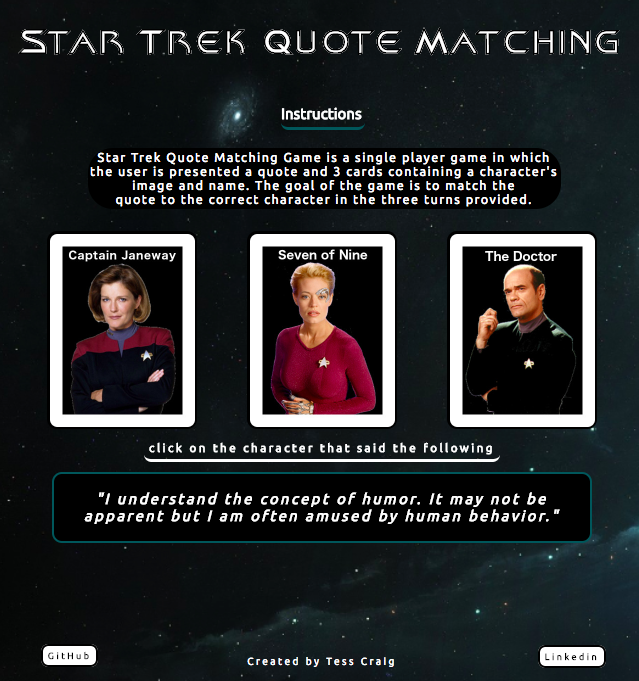 Star Trek Quote Matching
Instructions
Star Trek Quote Matching Game is a single player game in which
the user is presented a quote and 3 cards containing a character's
image and name. The goal of the game is to match the
quote to the correct character in the three turns provided.
Captain Janeway
Seven of Nine
The Doctor
click on the character that said the following
"I understand the concept of humor. It may not be
apparent but I am often amused by human behavior."
GitHub
Created by Tess Craig
Linkedin